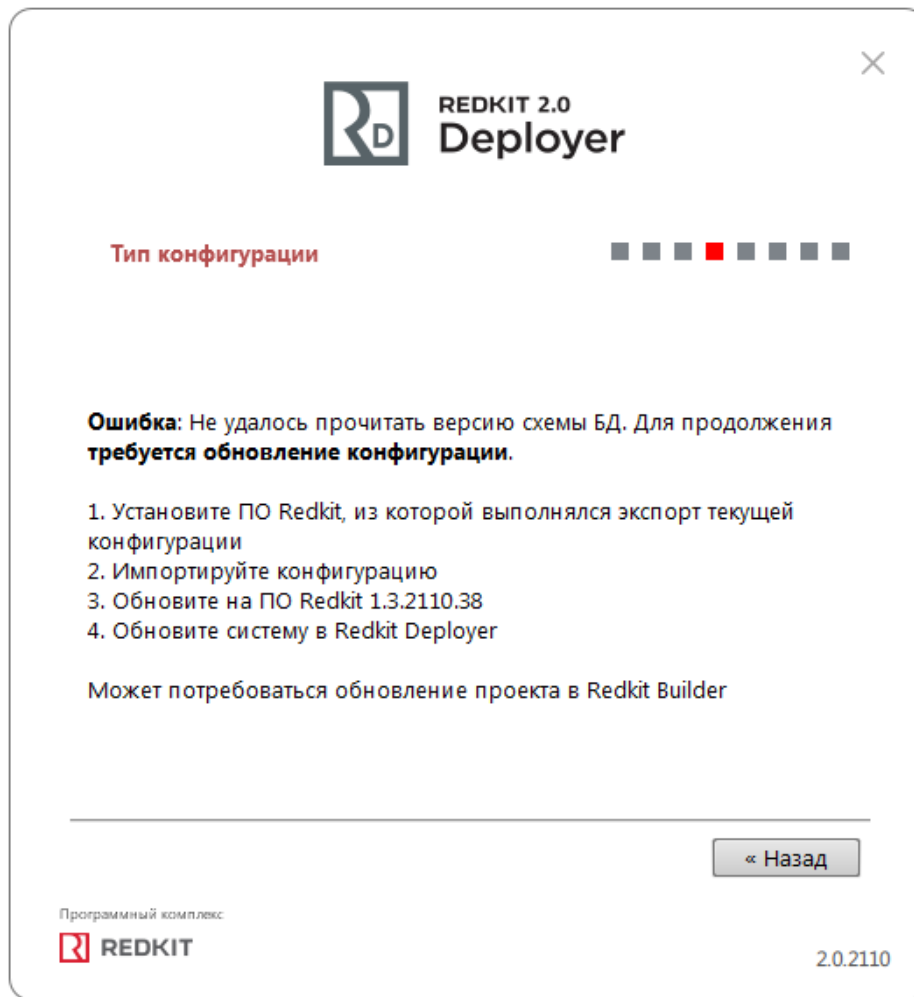 REDKIT 2.0
Deployer
Тип конфигурации
Ошибка: Не удалось прочитать версию схемы БД. Для продолжения
требуется обновление конфигурации.
1. Установите ПО Redkit, из которой выполнялся экспорт текущей
конфигурации
2. Импортируйте конфигурацию
3. Обновите на ПО Redkit 1.3.2110.38
4. Обновите систему в Redkit Deployer
Может потребоваться обновление проекта в Redkit Builder
« Назад
Программный комплекс
REDKIT
2.0.2110